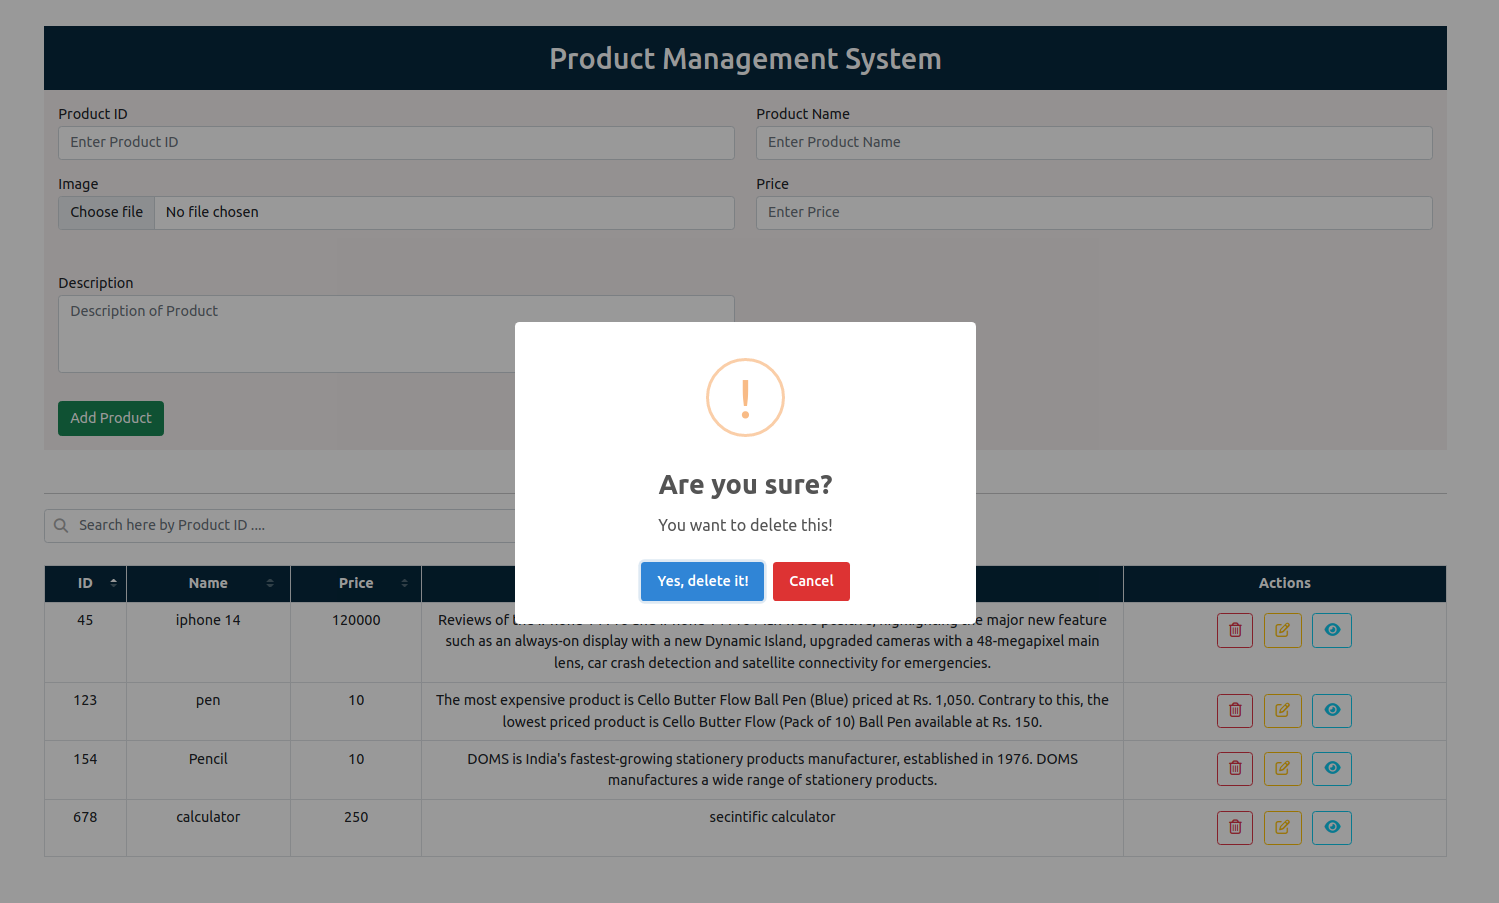 Product Management System
Product ID
Product Name
Enter Product ID
Enter Product Name
Image
Price
Choose file No file chosen
Enter Price
Description
Description of Product
Add Product
!
Are you sure?
You want to delete this!
Yes, delete it!
Cancel
Search here by Product ID ....
ID Name Price Actions
45 iphone 14 120000 Reviews of the major new feature
such as an always-on display with a new Dynamic Island, upgraded cameras with a 48-megapixel main
lens, car crash detection and satellite connectivity for emergencies.
123 pen 10 The most expensive product is Cello Butter Flow Ball Pen (Blue) priced at Rs. 1,050. Contrary to this, the
lowest priced product is Cello Butter Flow (Pack of 10) Ball Pen available at Rs. 150.
154 Pencil 10 DOMS is India's fastest-growing stationery products manufacturer, established in 1976. DOMS
manufactures a wide range of stationery products.
678 calculator 250 secintific calculator